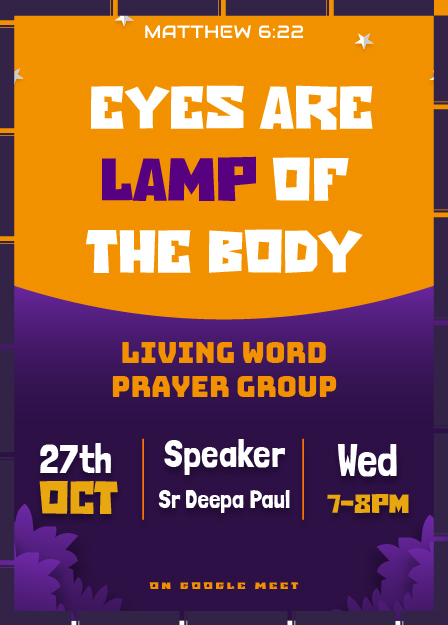 MATTHEW 6:22
EYES ARE
LAMP OF
THE BODY
LIVING WORD
PRAYER GROUP
27th
OCT
Speaker
Sr Deepa Paul
Wed
7-8PM
ON GOOGLE MEET